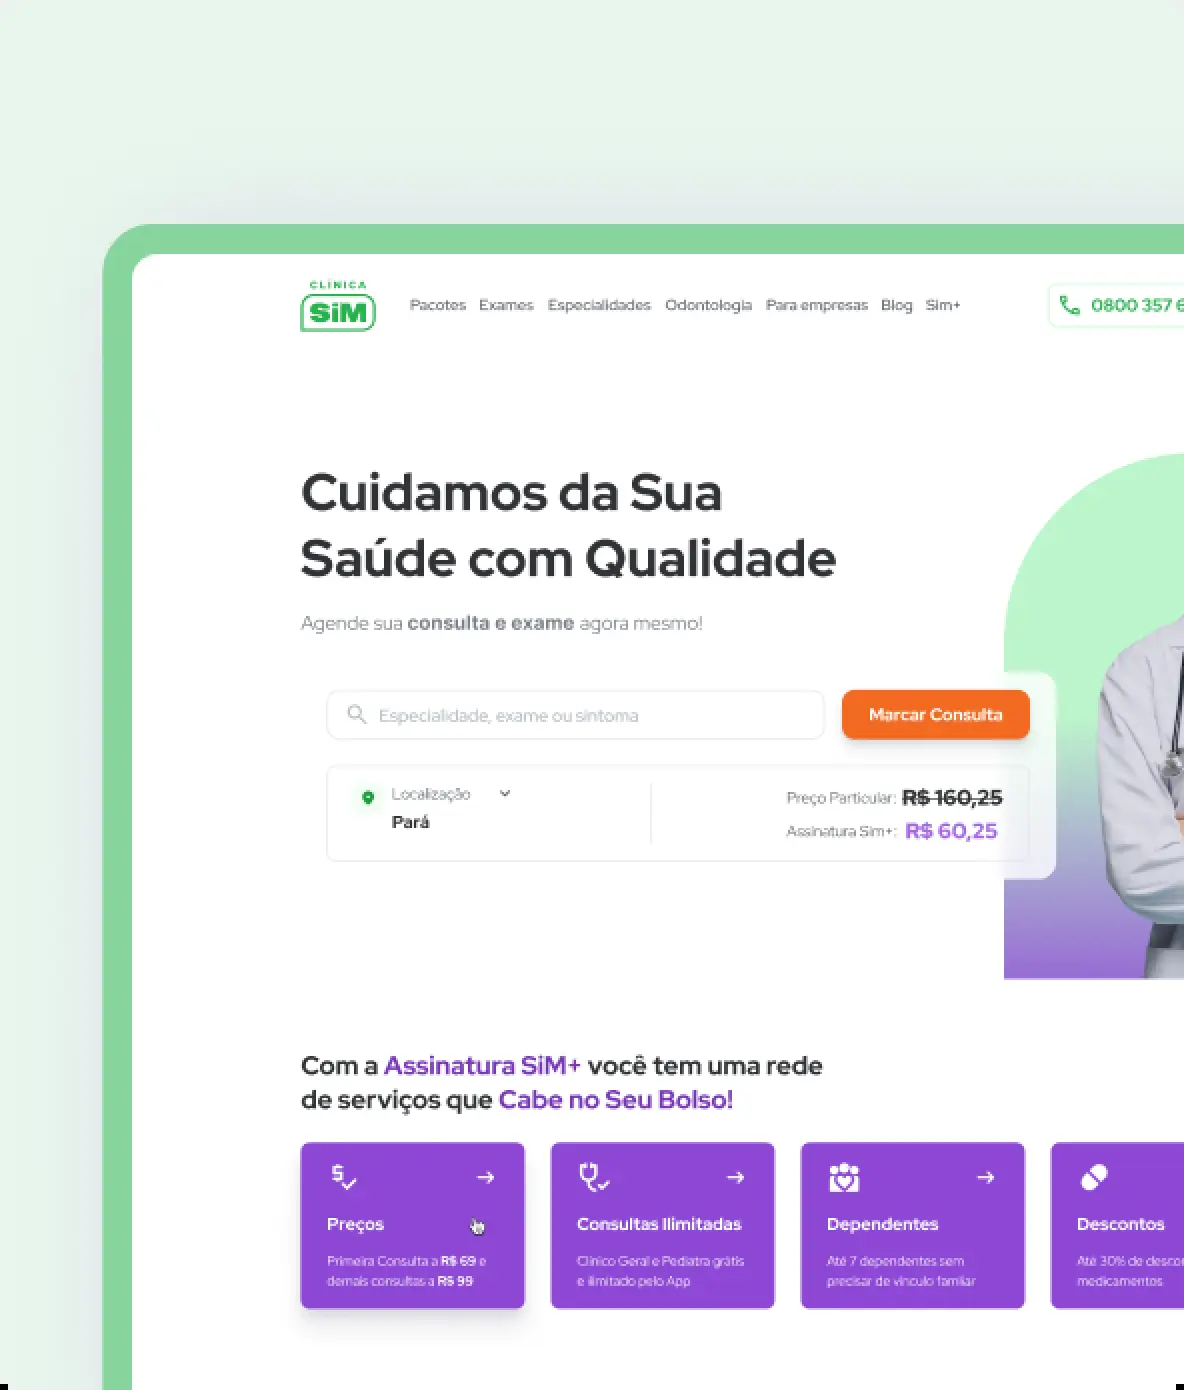 CLÍNICA
SiM
Pacotes Exames Especialidades Odontologia Para empresas Blog Sim+
0800 357 6
Cuidamos da Sua
Saúde com Qualidade
Agende sua consulta e exame agora mesmo!
Especialidade, exame ou sintoma
Marcar Consulta
Localização
Pará
Preço Particular: R$ 160,25
Assinatura Sim+: R$ 60,25
Com a Assinatura SiM+ você tem uma rede
de serviços que Cabe no Seu Bolso!
Preços
Primeira Consulta a R$ 69 e
demais consultas a R$ 99
Consultas Ilimitadas
Clínico Geral e Pediatra grátis
e ilimitado pelo App
Dependentes
Até 7 dependentes sem
precisar de vínculo familiar
Descontos
Até 30% de descon
medicamentos